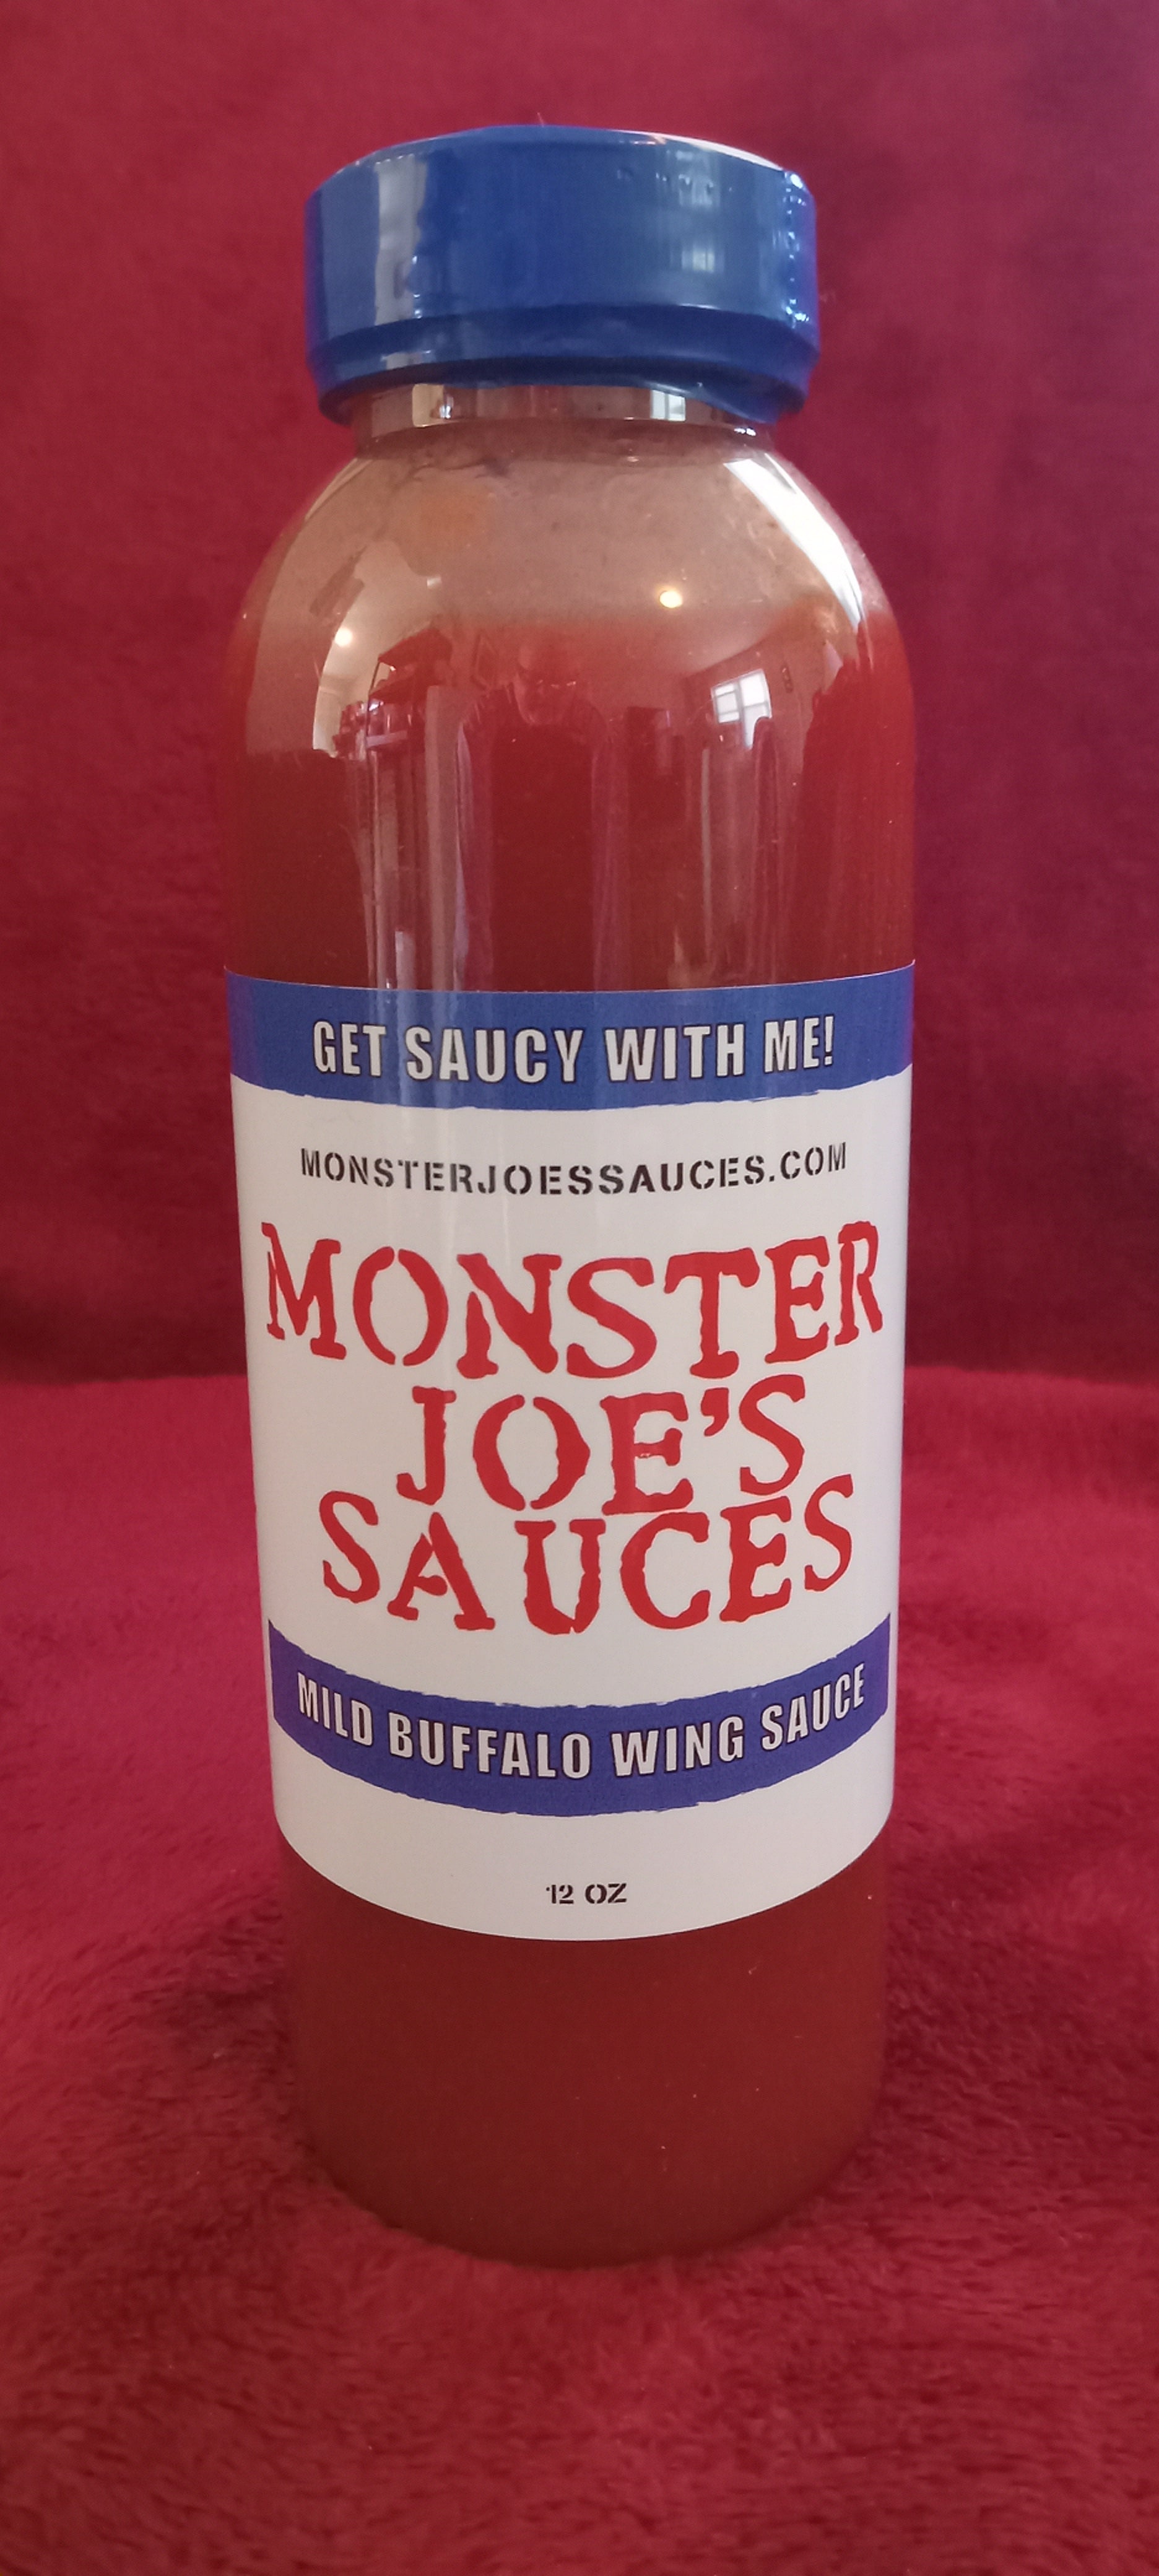 GET SAUCY WITH ME!
MONSTERJOESSAUCES.COM
MONSTER
JOE'S
SAUCES
MILD BUFFALO WING SAUCE
12 OZ